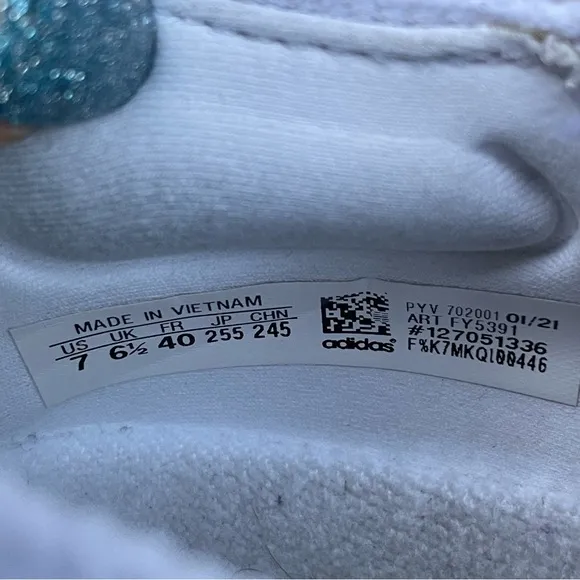 MADE IN VIETNAM
US UK FR JP CHN
7 6½ 40 255 245
adidas
PYV 702001 01/21
ART FY5391
#127051336
F%K7MKQI00446